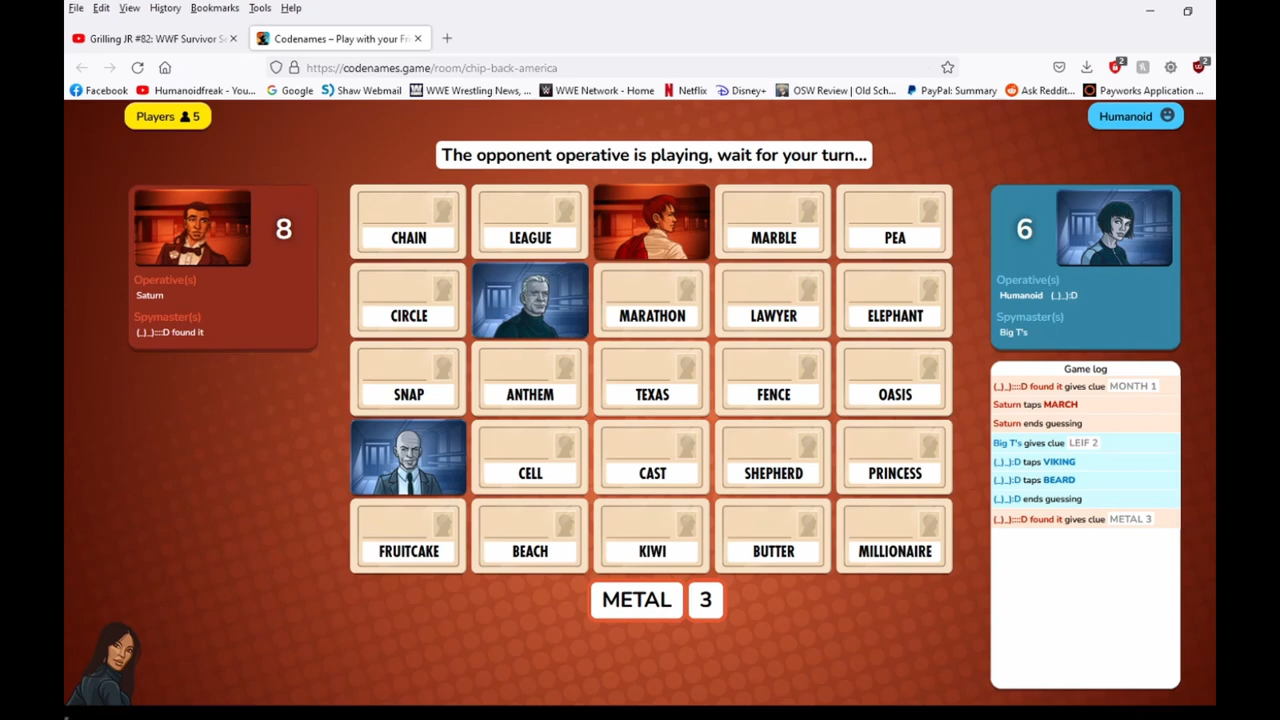 File Edit View History Bookmarks Tools Help
Grilling JR #82: WWF Survivor Se
Codenames – Play with your Fri
https://codenames.game/room/chip-back-america
2
2
Facebook Humanoidfreak - You... Google Shaw Webmail WWE Wrestling News, ... WWE Network - Home Netflix Disney+ OSW Review | Old Sch... PayPal: Summary Ask Reddit... Payworks Application ...
Players 5
Humanoid
The opponent operative is playing, wait for your turn...
8
Operative(s)
Saturn
Spymaster(s)
(_)_)::::D found it
CHAIN LEAGUE MARBLE PEA
CIRCLE MARATHON LAWYER ELEPHANT
SNAP ANTHEM TEXAS FENCE OASIS
CELL CAST SHEPHERD PRINCESS
FRUITCAKE BEACH KIWI BUTTER MILLIONAIRE
METAL 3
6
Operative(s)
Humanoid (_)_):D
Spymaster(s)
Big T's
Game log
(_)_)::::D found it gives clue MONTH 1
Saturn taps MARCH
Saturn ends guessing
Big T's gives clue LEIF 2
(_)_):D taps VIKING
(_)_):D taps BEARD
(_)_):D ends guessing
(_)_)::::D found it gives clue METAL 3